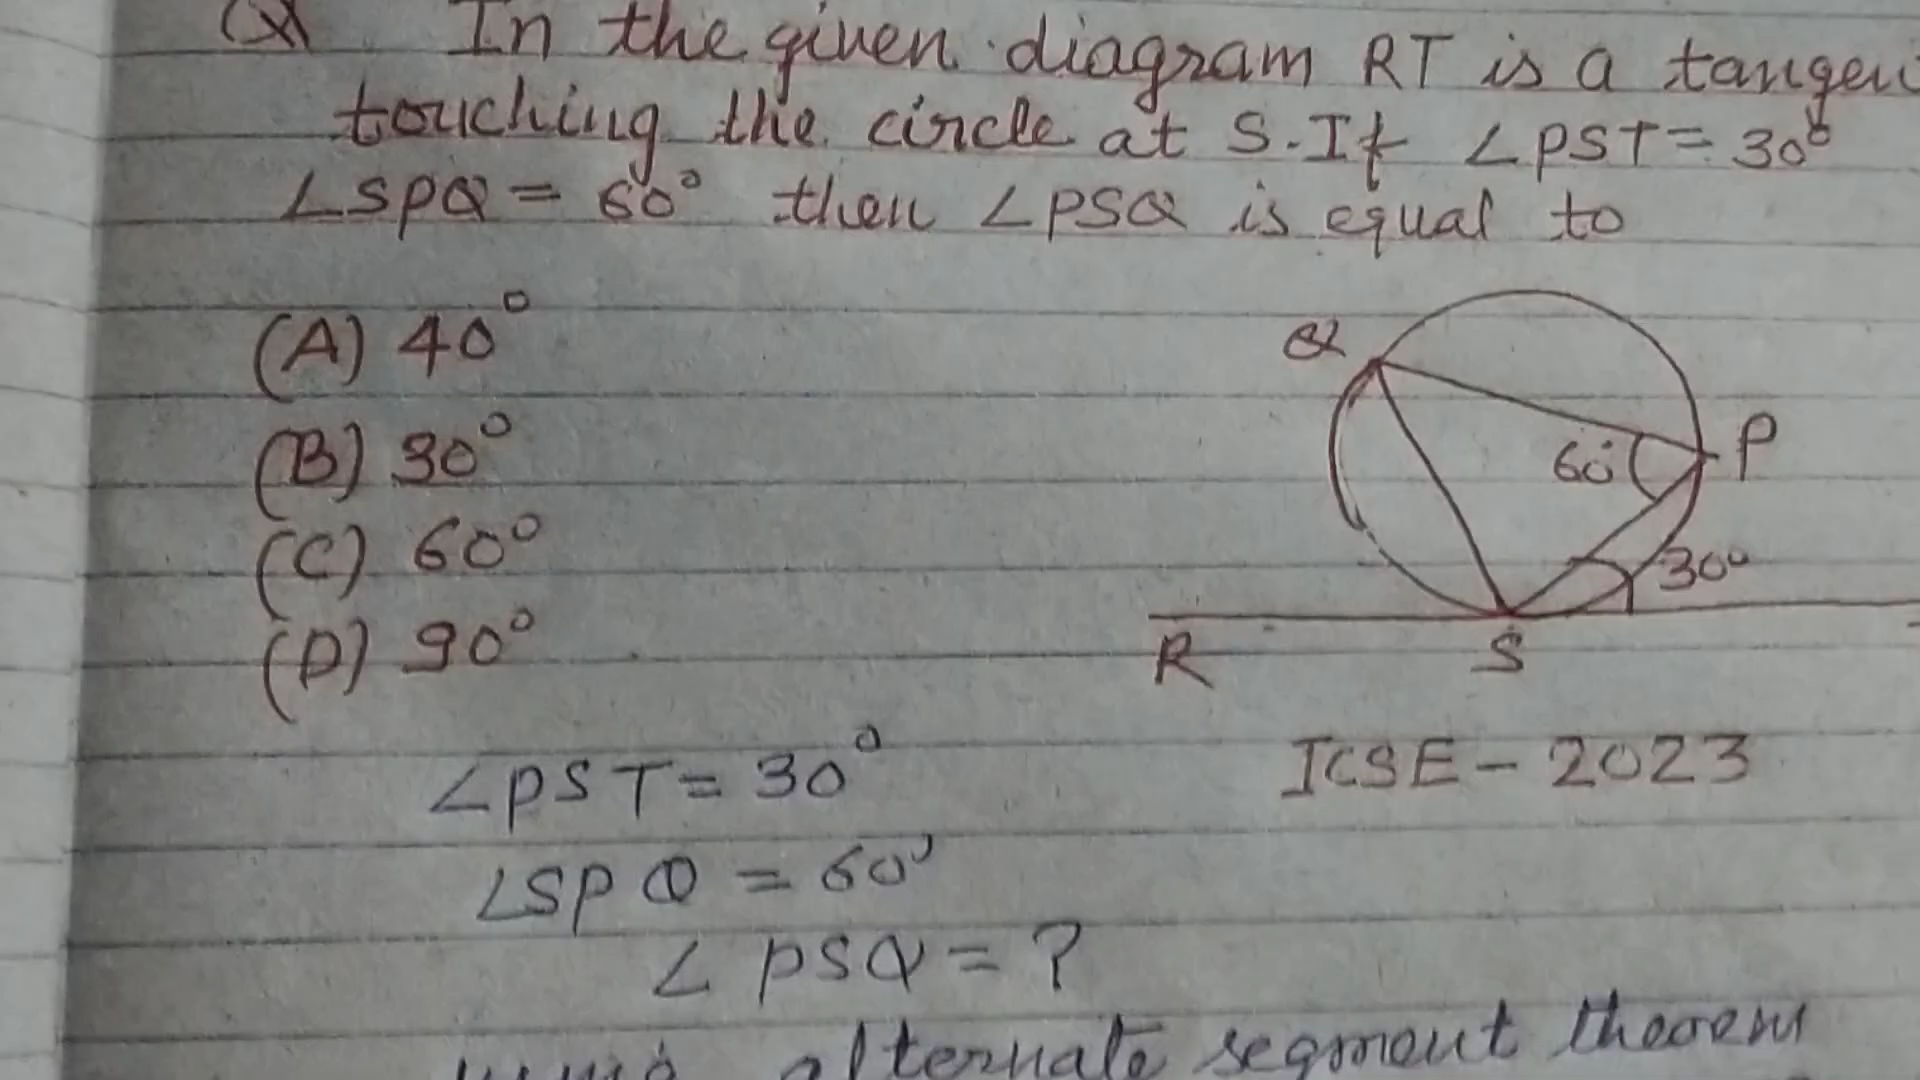 Q In the given diagram RT is a tangen
touching the circle at S. If ∠PST = 30°
∠SPQ = 60° then ∠PSQ is equal to
(A) 40°
(B) 30°
(C) 60°
(D) 90°
Q
P
60°
30°
R
S
∠PST = 30°
ICSE - 2023
∠SPQ = 60°
∠PSQ = ?
alternate segment theorem